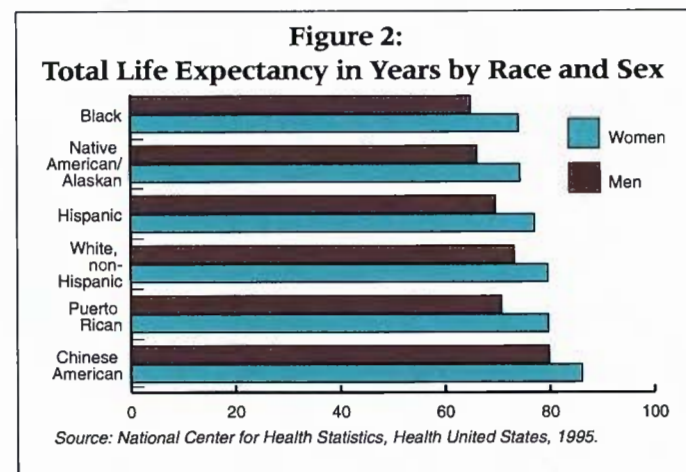 Figure 2:
Total Life Expectancy in Years by Race and Sex
Black
Native
American/
Alaskan
Hispanic
White,
non-
Hispanic
Puerto
Rican
Chinese
American
Women
Men
0 20 40 60 80 100
Source: National Center for Health Statistics, Health United States, 1995.